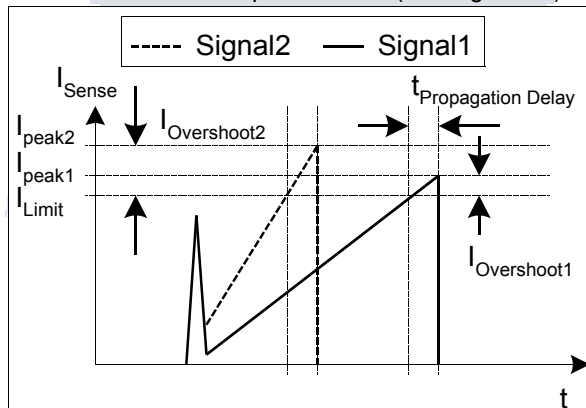 Signal2 Signal1
I_Sense
t_Propagation Delay
I_peak2
I_Overshoot2
I_peak1
I_Limit
I_Overshoot1
t